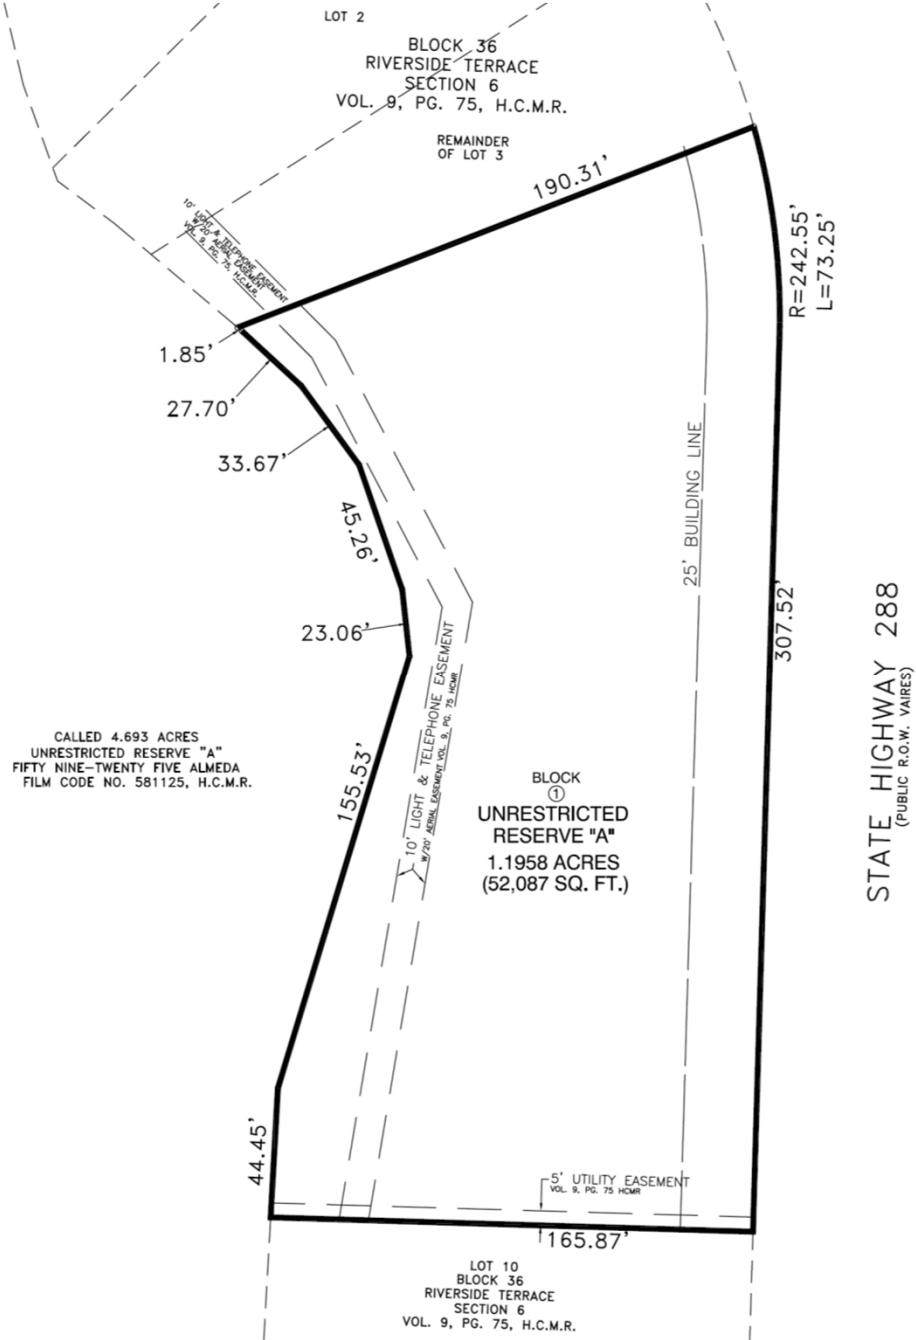 LOT 2
BLOCK 36
RIVERSIDE TERRACE
SECTION 6
VOL. 9, PG. 75, H.C.M.R.
REMAINDER
OF LOT 3
190.31'
10' LIGHT & TELEPHONE EASEMENT
W/20' AERIAL EASEMENT
VOL. 9, PG. 75, H.C.M.R.
R=242.55'
L=73.25'
1.85'
27.70'
33.67'
45.26'
23.06'
25' BUILDING LINE
307.52'
STATE HIGHWAY 288
(PUBLIC R.O.W. VAIRES)
CALLED 4.693 ACRES
UNRESTRICTED RESERVE "A"
FIFTY NINE-TWENTY FIVE ALMEDA
FILM CODE NO. 581125, H.C.M.R.
155.53'
10' LIGHT & TELEPHONE EASEMENT
W/20' AERIAL EASEMENT VOL. 9, PG. 75 HCMR
BLOCK
1
UNRESTRICTED
RESERVE "A"
1.1958 ACRES
(52,087 SQ. FT.)
44.45'
5' UTILITY EASEMENT
VOL. 9, PG. 75 HCMR
165.87'
LOT 10
BLOCK 36
RIVERSIDE TERRACE
SECTION 6
VOL. 9, PG. 75, H.C.M.R.